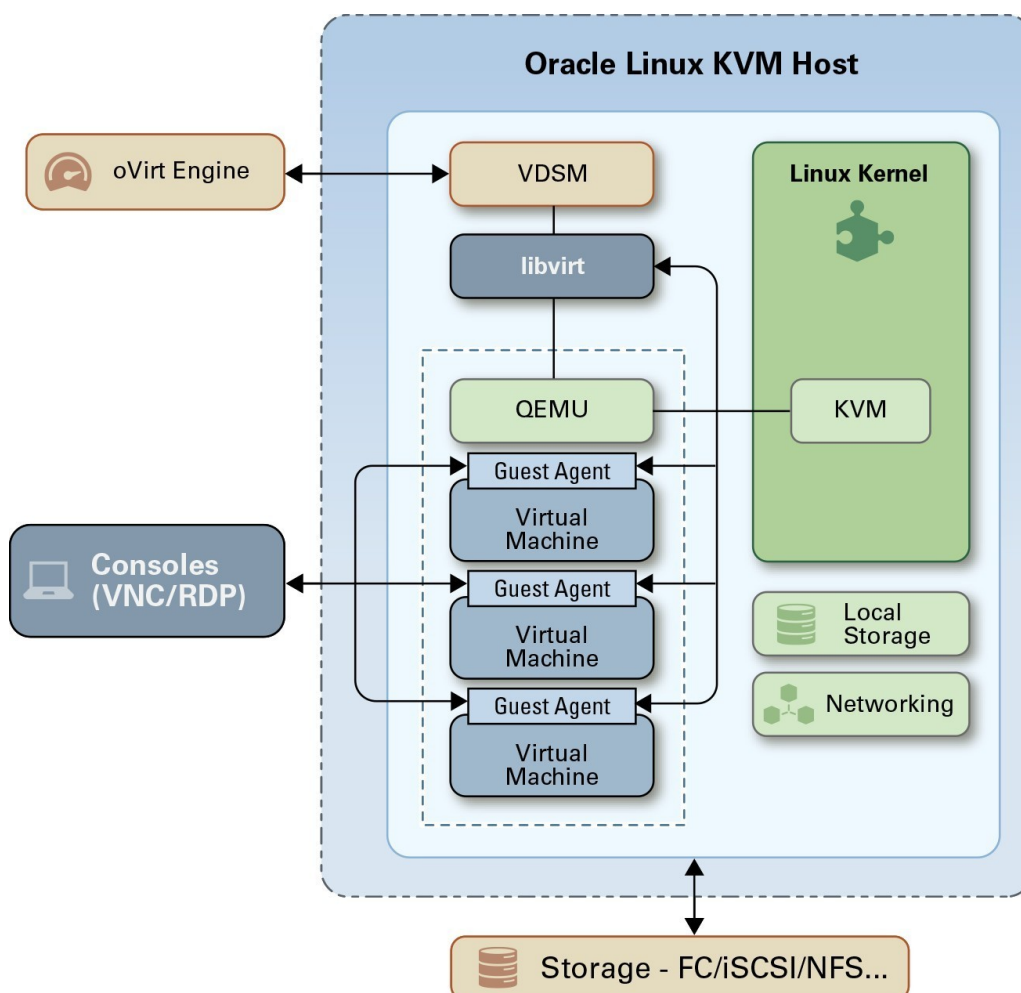 Oracle Linux KVM Host
oVirt Engine
VDSM
Linux Kernel
libvirt
QEMU
KVM
Guest Agent
Virtual
Machine
Consoles
(VNC/RDP)
Guest Agent
Virtual
Machine
Local
Storage
Guest Agent
Networking
Virtual
Machine
Storage - FC/iSCSI/NFS...